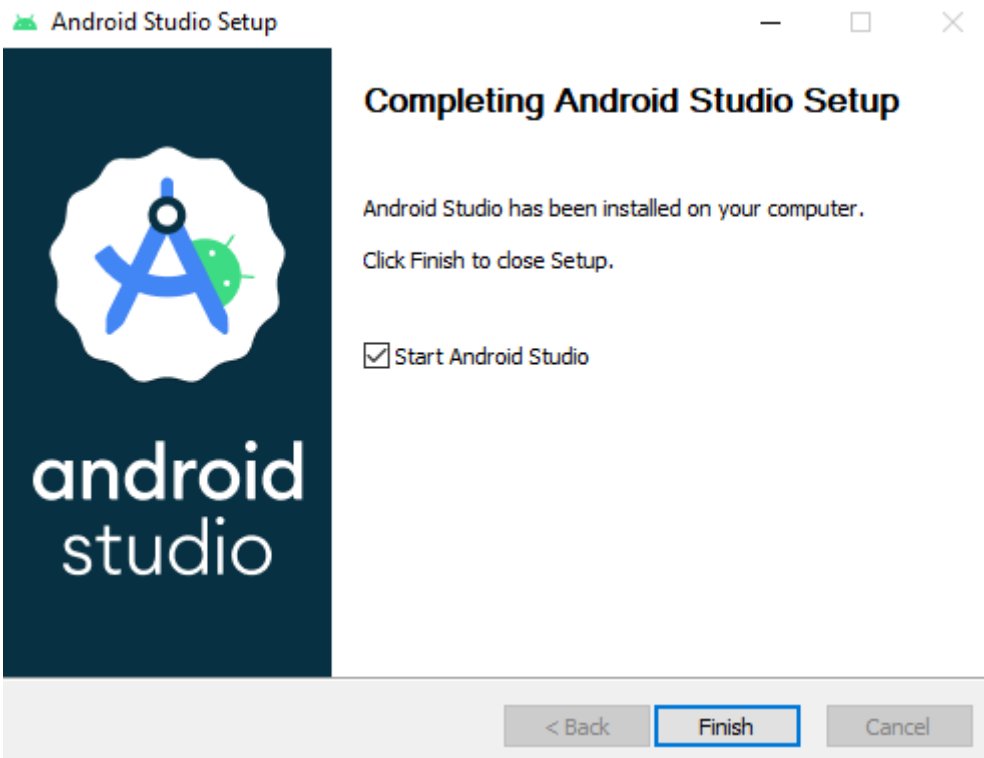 Android Studio Setup
Completing Android Studio Setup
Android Studio has been installed on your computer.
Click Finish to close Setup.
Start Android Studio
android
studio
< Back
Finish
Cancel